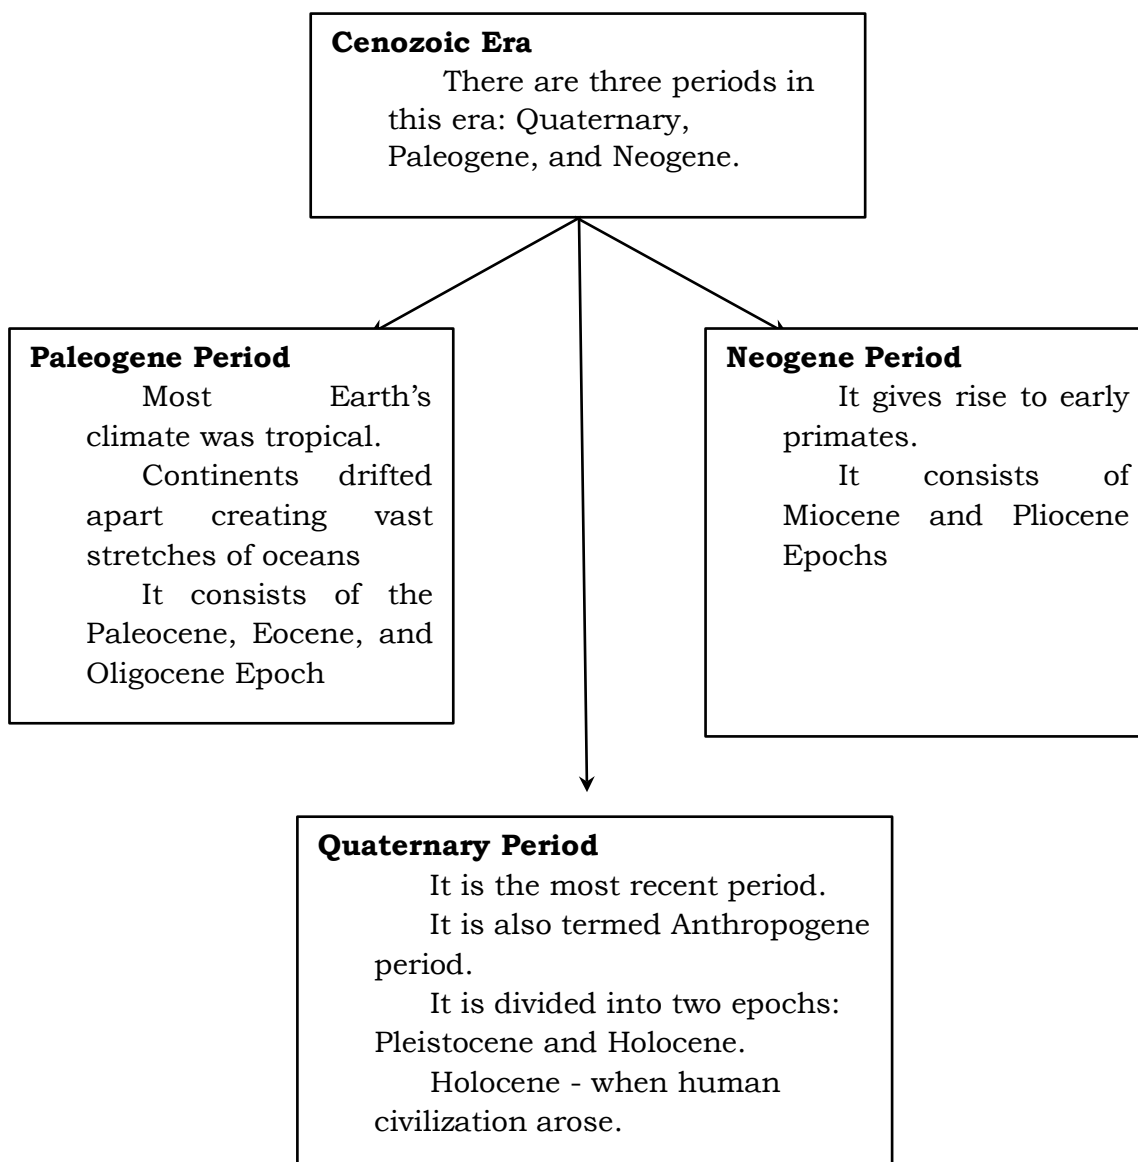 Cenozoic Era
There are three periods in
this era: Quaternary,
Paleogene, and Neogene.
Paleogene Period
Most Earth’s
climate was tropical.
Continents drifted
apart creating vast
stretches of oceans
It consists of the
Paleocene, Eocene, and
Oligocene Epoch
Neogene Period
It gives rise to early
primates.
It consists of
Miocene and Pliocene
Epochs
Quaternary Period
It is the most recent period.
It is also termed Anthropogene
period.
It is divided into two epochs:
Pleistocene and Holocene.
Holocene - when human
civilization arose.